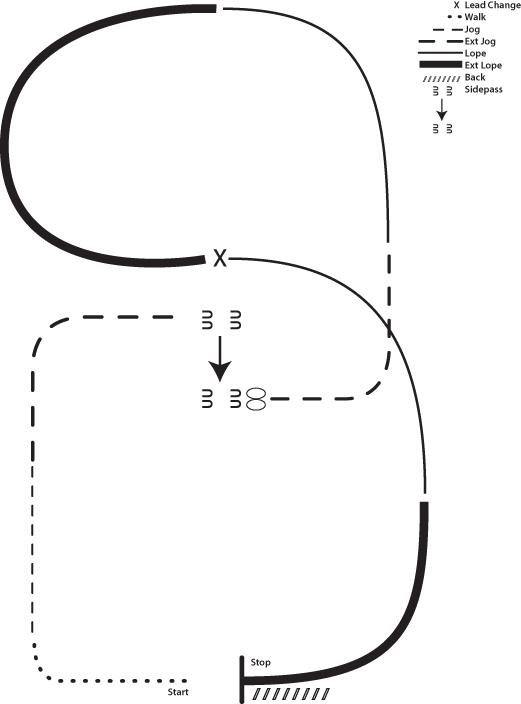 X Lead Change
Walk
Jog
Ext Jog
Lope
Ext Lope
Back
Sidepass
X
Stop
Start